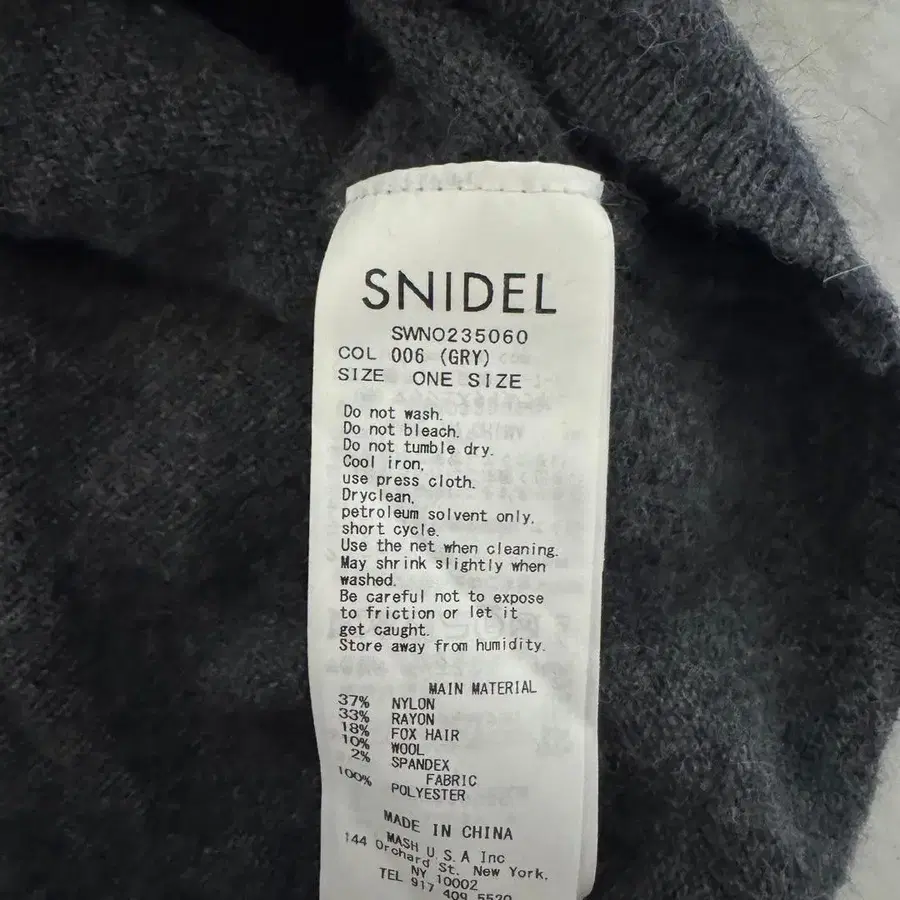 SNIDEL
SWNO235060
COL 006 (GRY)
SIZE ONE SIZE
Do not wash.
Do not bleach.
Do not tumble dry.
Cool iron,
use press cloth.
Dryclean,
petroleum solvent only,
short cycle.
Use the net when cleaning.
May shrink slightly when
washed.
Be careful not to expose
to friction or let it
get caught.
Store away from humidity.
MAIN MATERIAL
37% NYLON
33% RAYON
18% FOX HAIR
10% WOOL
2% SPANDEX
FABRIC
100% POLYESTER
MADE IN CHINA
MASH U.S.A Inc
144 Orchard St. New York,
NY 10002
TEL 917 409 5520